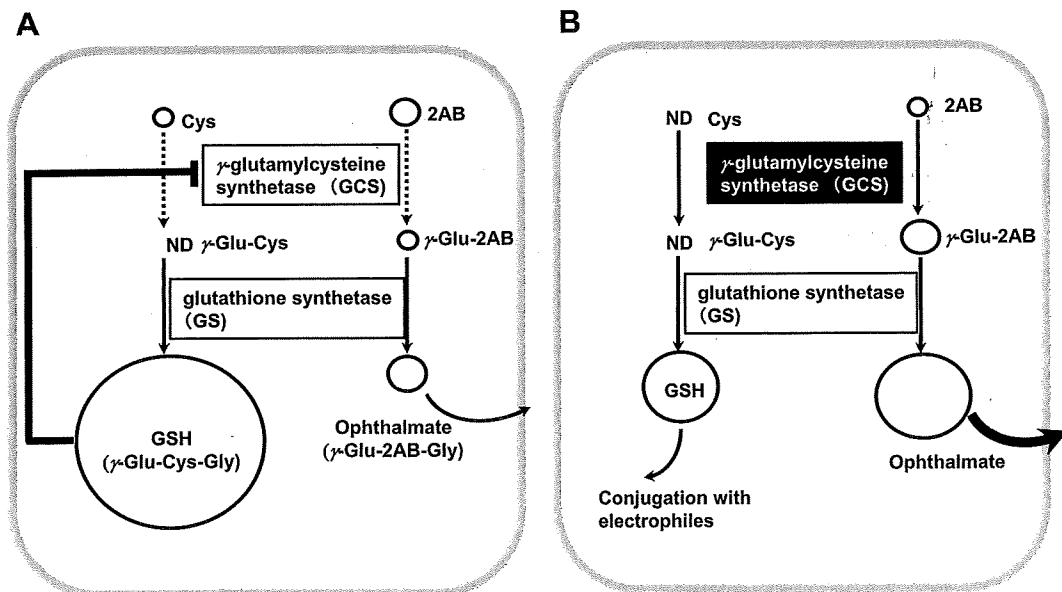 A
Cys
2AB
γ-glutamylcysteine
synthetase (GCS)
ND γ-Glu-Cys
γ-Glu-2AB
glutathione synthetase
(GS)
GSH
(γ-Glu-Cys-Gly)
Ophthalmate
(γ-Glu-2AB-Gly)
B
ND Cys
2AB
γ-glutamylcysteine
synthetase (GCS)
ND γ-Glu-Cys
γ-Glu-2AB
glutathione synthetase
(GS)
GSH
Ophthalmate
Conjugation with
electrophiles